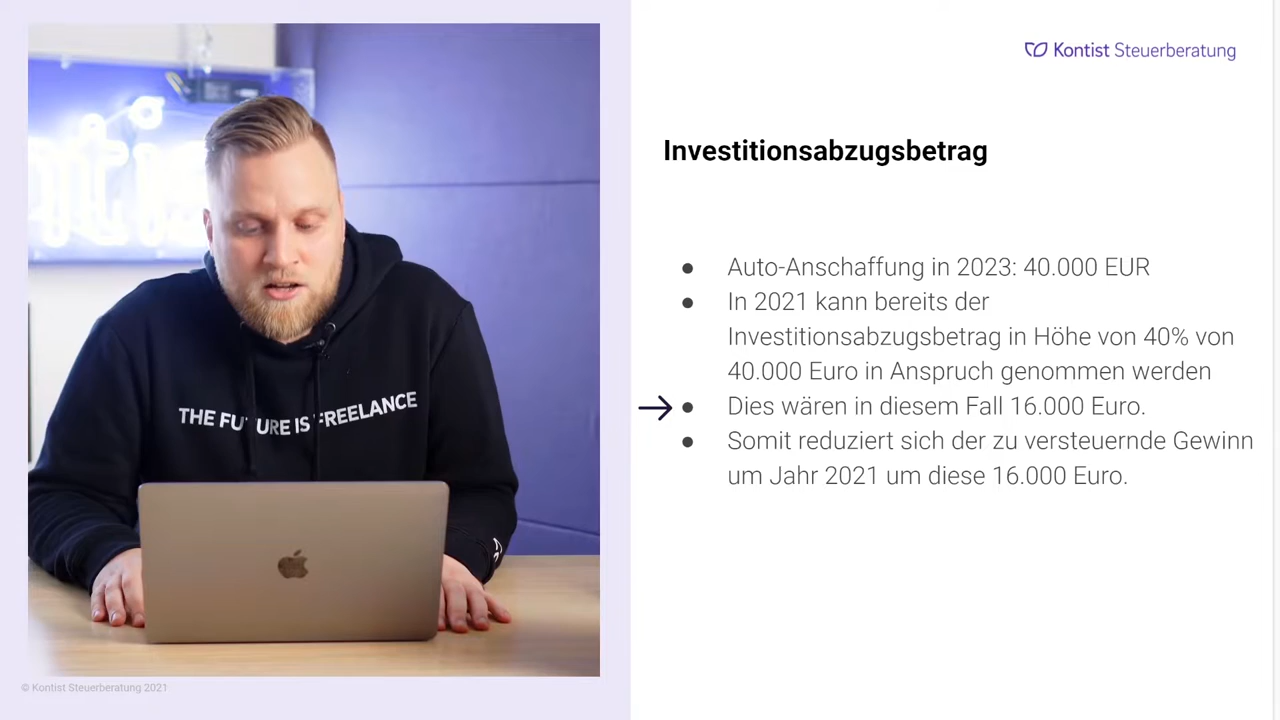 Kontist Steuerberatung
Investitionsabzugsbetrag
● Auto-Anschaffung in 2023: 40.000 EUR
● In 2021 kann bereits der
Investitionsabzugsbetrag in Höhe von 40% von
40.000 Euro in Anspruch genommen werden
● Dies wären in diesem Fall 16.000 Euro.
● Somit reduziert sich der zu versteuernde Gewinn
um Jahr 2021 um diese 16.000 Euro.
THE FUTURE IS FREELANCE
© Kontist Steuerberatung 2021